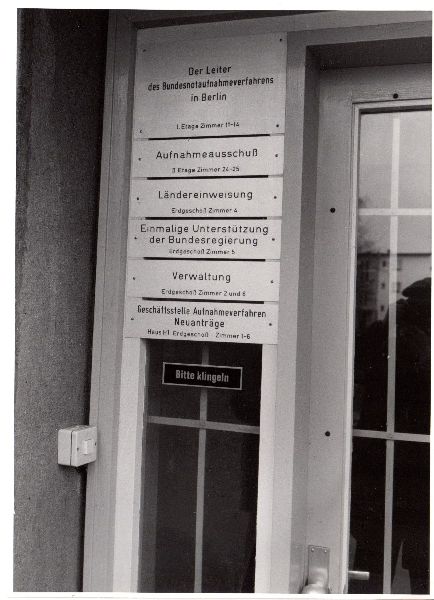 Der Leiter
des Bundesnotaufnahmeverfahrens
in Berlin
I. Etage Zimmer 11-14
Aufnahmeausschuß
II Etage Zimmer 24-25
Ländereinweisung
Erdgeschoß Zimmer 4
Einmalige Unterstützung
der Bundesregierung
Erdgeschoß Zimmer 5
Verwaltung
Erdgeschoß Zimmer 2 und 6
Geschäftsstelle Aufnahmeverfahren
Neuanträge
Erdgeschoß Zimmer 1-6
Bitte klingeln